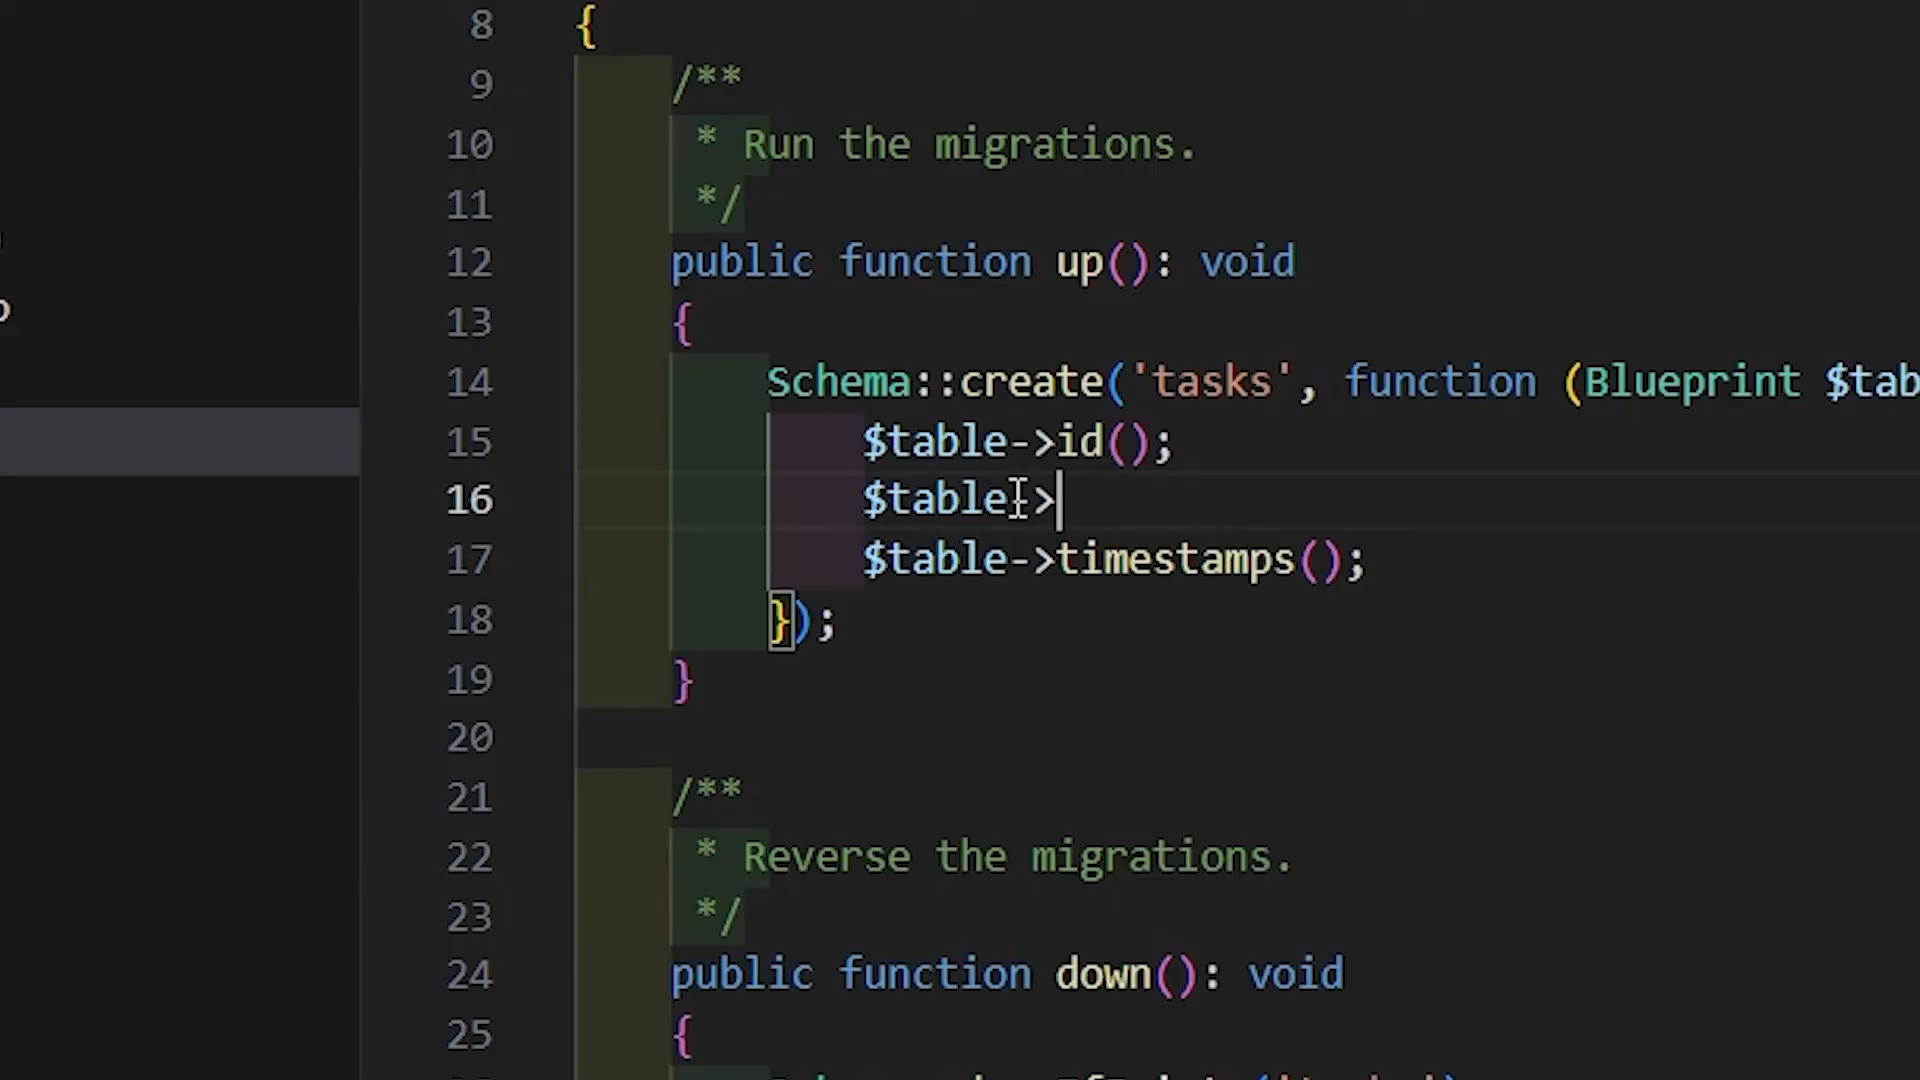 8 {
9 /**
10 * Run the migrations.
11 */
12 public function up(): void
13 {
14 Schema::create('tasks', function (Blueprint $tab
15 $table->id();
16 $table->
17 $table->timestamps();
18 });
19 }
20
21 /**
22 * Reverse the migrations.
23 */
24 public function down(): void
25 {